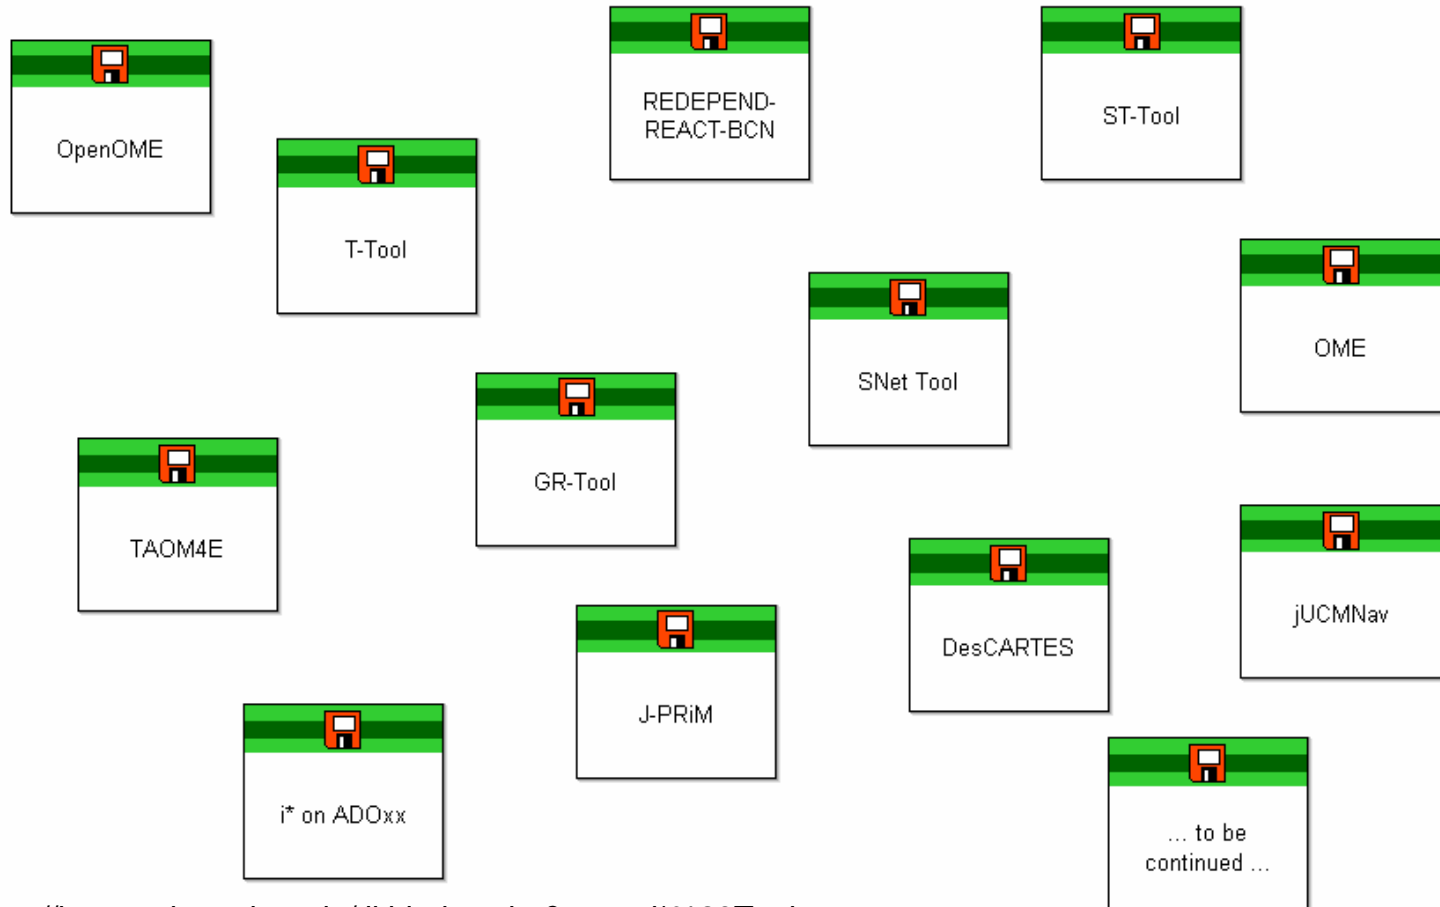 OpenOME
T-Tool
REDEPEND-
REACT-BCN
ST-Tool
SNet Tool
OME
GR-Tool
TAOM4E
DesCARTES
jUCMNav
J-PRiM
i* on ADOxx
... to be
continued ...